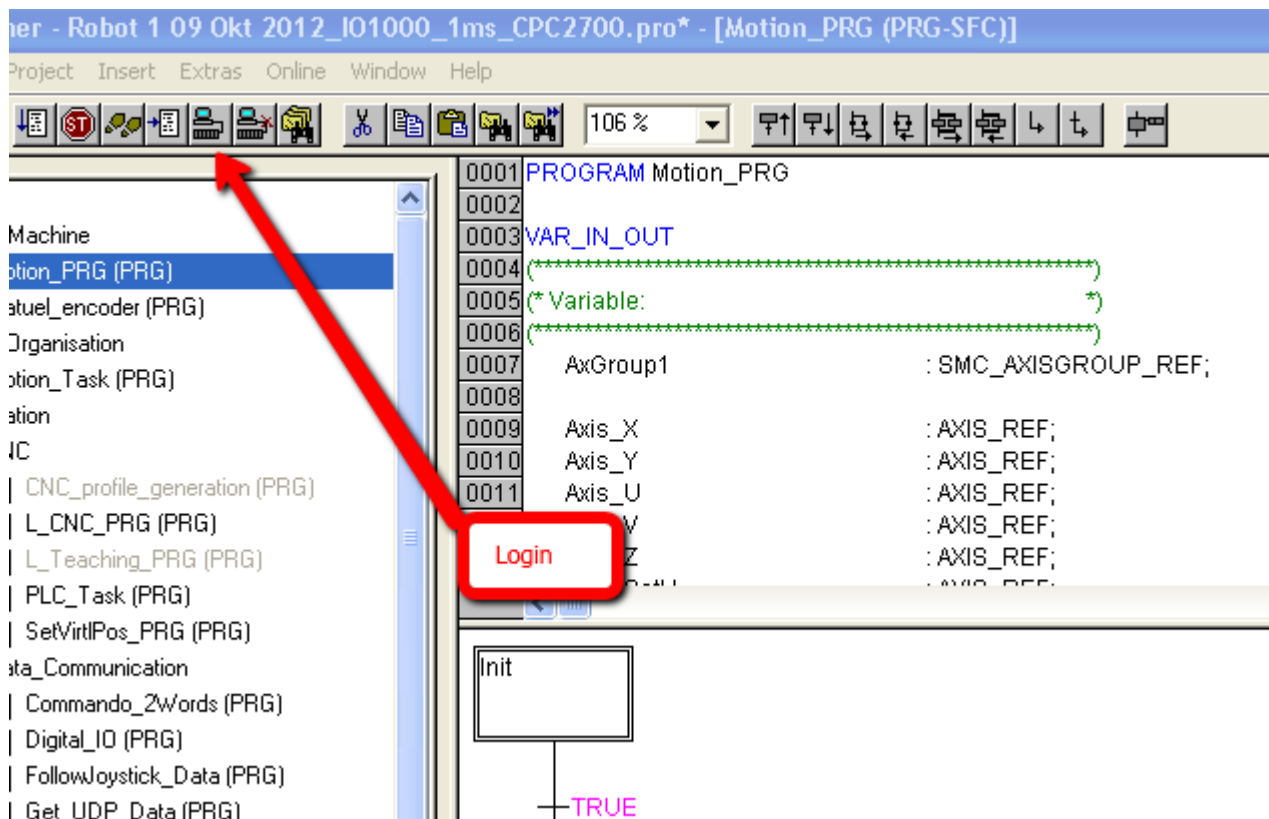 ner - Robot 1 09 Okt 2012_IO1000_1ms_CPC2700.pro* - [Motion_PRG (PRG-SFC)]
Project Insert Extras Online Window Help
ST 106 %
Machine
otion_PRG (PRG)
atuel_encoder (PRG)
Organisation
otion_Task (PRG)
ation
NC
CNC_profile_generation (PRG)
L_CNC_PRG (PRG)
L_Teaching_PRG (PRG)
PLC_Task (PRG)
SetVirtlPos_PRG (PRG)
ata_Communication
Commando_2Words (PRG)
Digital_IO (PRG)
FollowJoystick_Data (PRG)
Get_UDP_Data (PRG)
0001 PROGRAM Motion_PRG
0002
0003 VAR_IN_OUT
0004 (***********************************************************)
0005 (* Variable: *)
0006 (***********************************************************)
0007 AxGroup1 : SMC_AXISGROUP_REF;
0008
0009 Axis_X : AXIS_REF;
0010 Axis_Y : AXIS_REF;
0011 Axis_U : AXIS_REF;
V : AXIS_REF;
Z : AXIS_REF;
: AXIS_REF;
Login
Init
TRUE